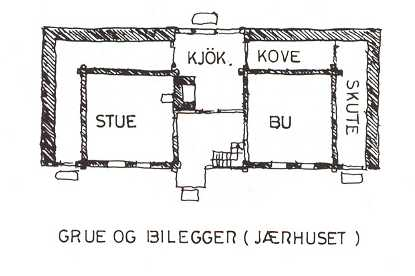 KJÖK.
KOVE
SKUTE
STUE
BU
GRUE OG BILEGGER ( JÆRHUSET )